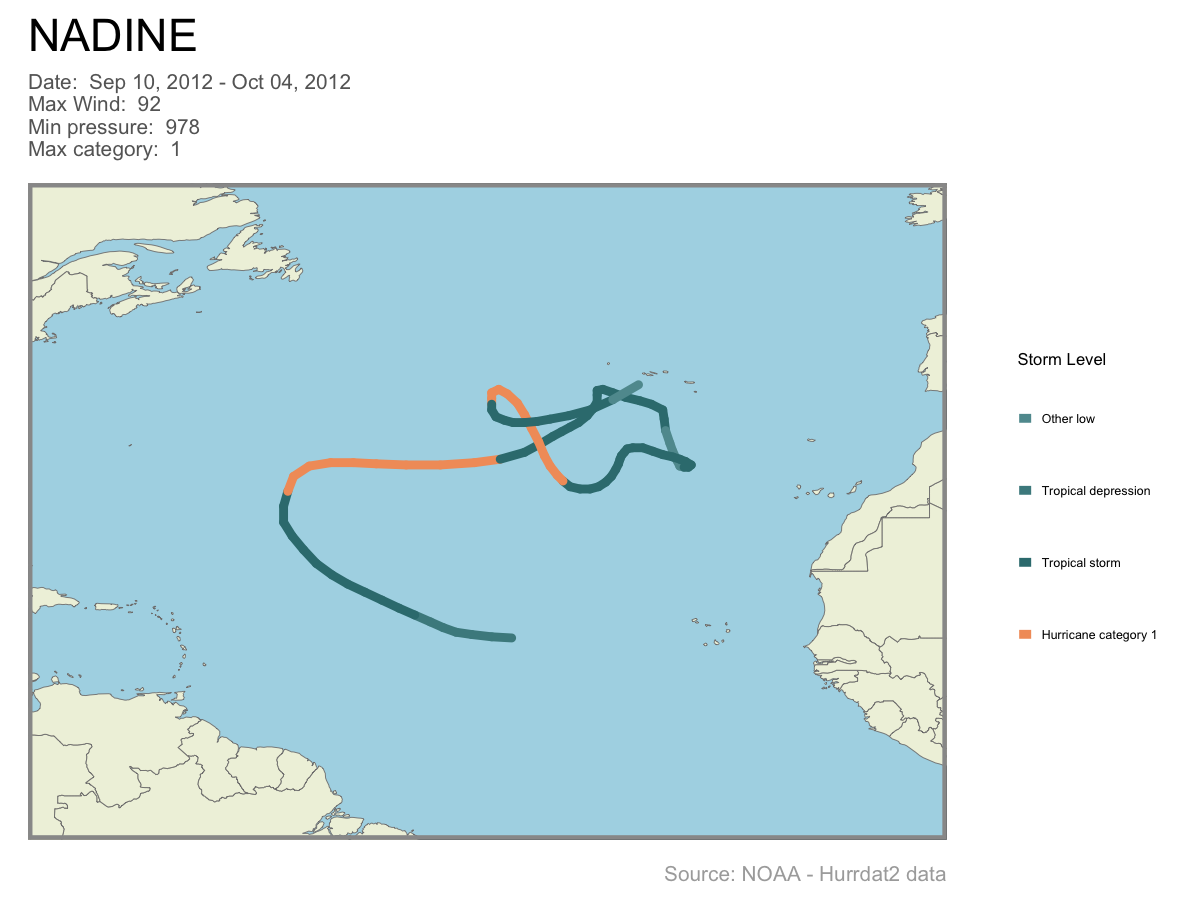 NADINE
Date:  Sep 10, 2012 - Oct 04, 2012
Max Wind:  92
Min pressure:  978
Max category:  1
Storm Level
Other low
Tropical depression
Tropical storm
Hurricane category 1
Source: NOAA - Hurrdat2 data